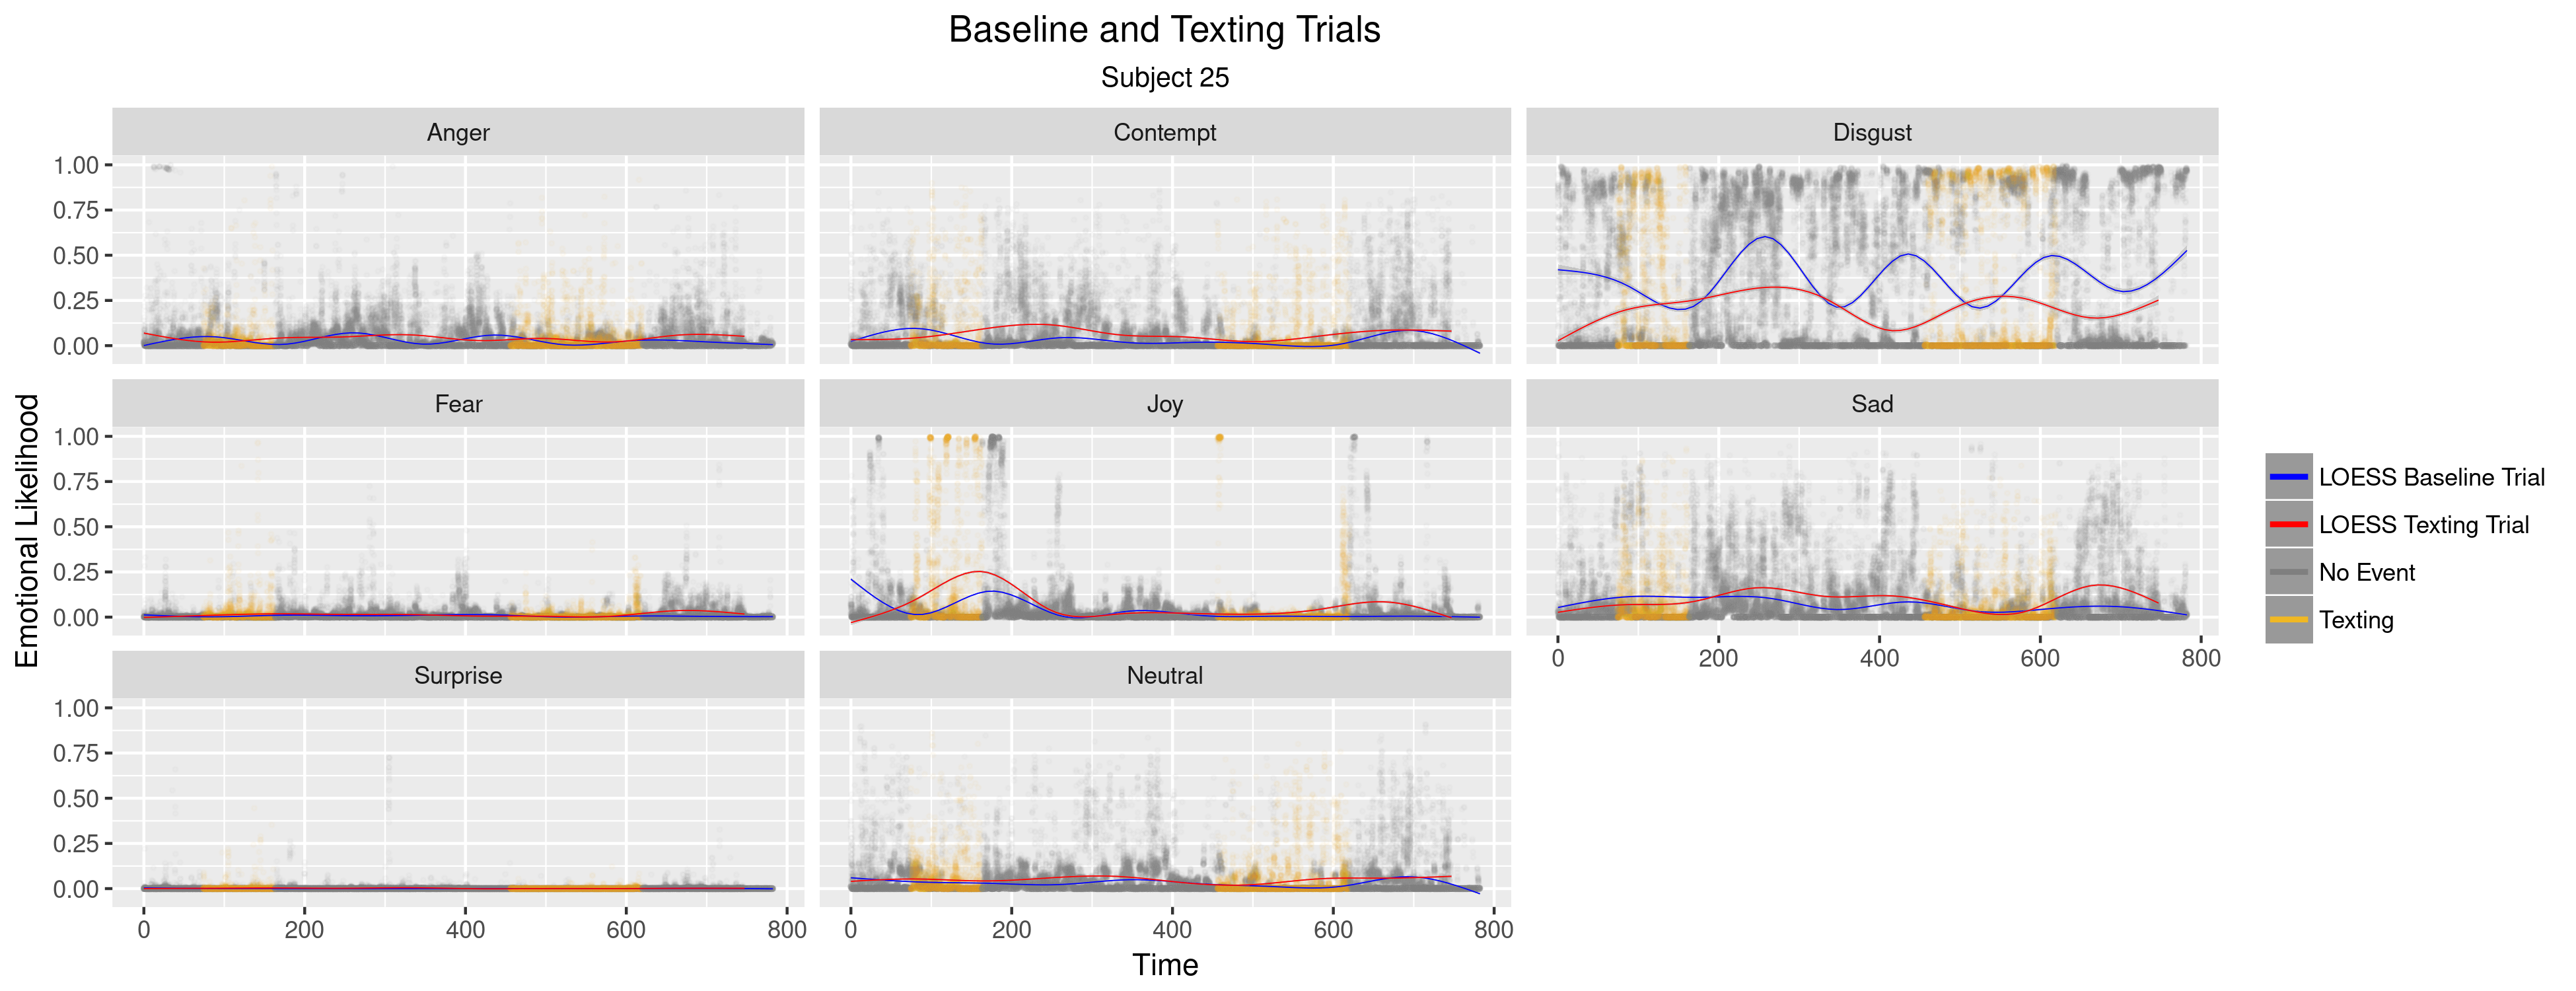 Baseline and Texting Trials
Subject 25
Anger
Contempt
Disgust
1.00
0.75
0.50
0.25
0.00
Fear
Joy
Sad
1.00
0.75
0.50
0.25
0.00
0 200 400 600 800
Surprise
Neutral
1.00
0.75
0.50
0.25
0.00
0 200 400 600 800
0 200 400 600 800
Emotional Likelihood
Time
LOESS Baseline Trial
LOESS Texting Trial
No Event
Texting